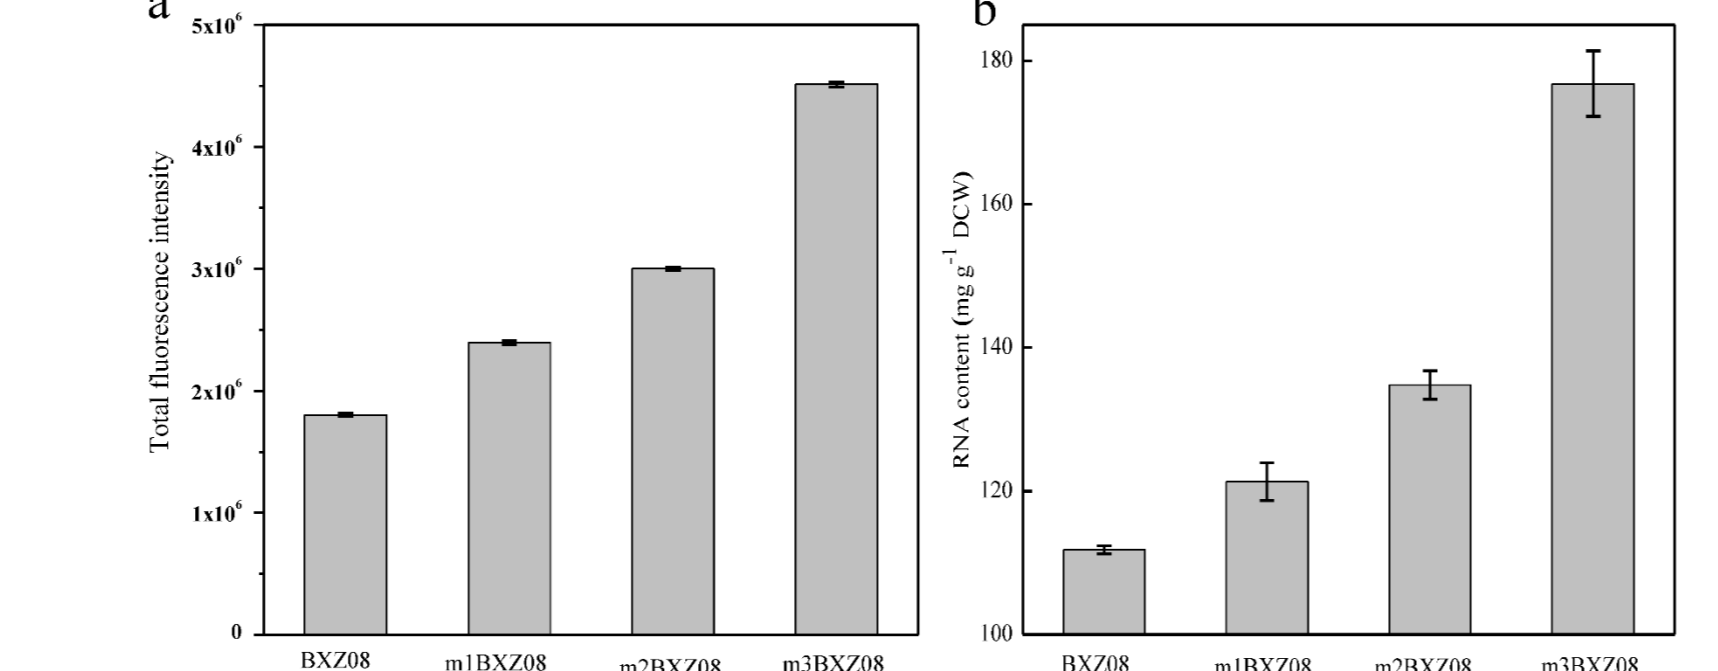 a
5x10⁶
4x10⁶
3x10⁶
2x10⁶
1x10⁶
0
Total fluorescence intensity
BXZ08 m1BXZ08 m2BXZ08 m3BXZ08
b
180
160
140
120
100
RNA content (mg g⁻¹ DCW)
BXZ08 m1BXZ08 m2BXZ08 m3BXZ08